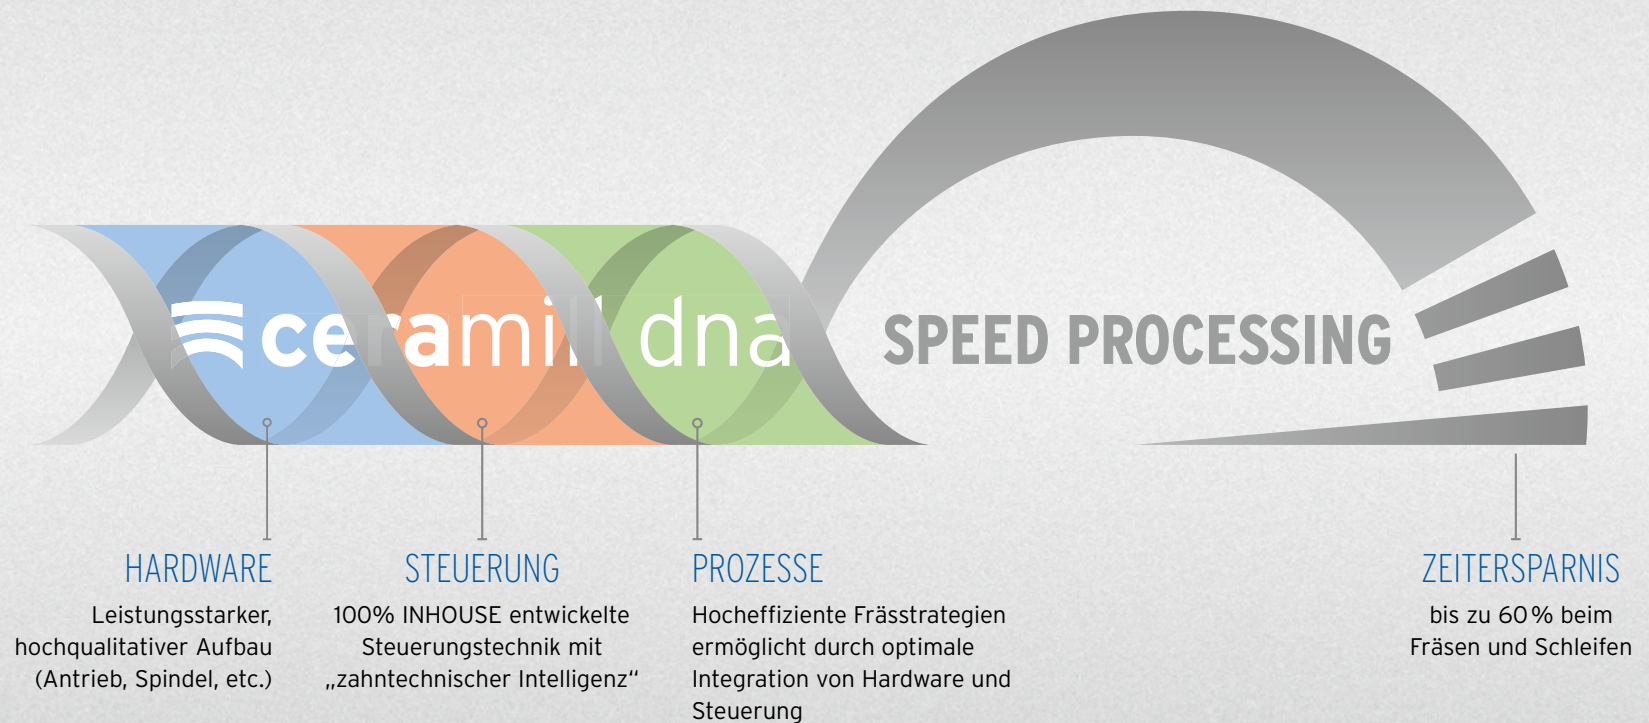 ceramill dna
SPEED PROCESSING
HARDWARE
Leistungsstarker,
hochqualitativer Aufbau
(Antrieb, Spindel, etc.)
STEUERUNG
100% INHOUSE entwickelte
Steuerungstechnik mit
„zahntechnischer Intelligenz“
PROZESSE
Hocheffiziente Frässtrategien
ermöglicht durch optimale
Integration von Hardware und
Steuerung
ZEITERSPARNIS
bis zu 60% beim
Fräsen und Schleifen